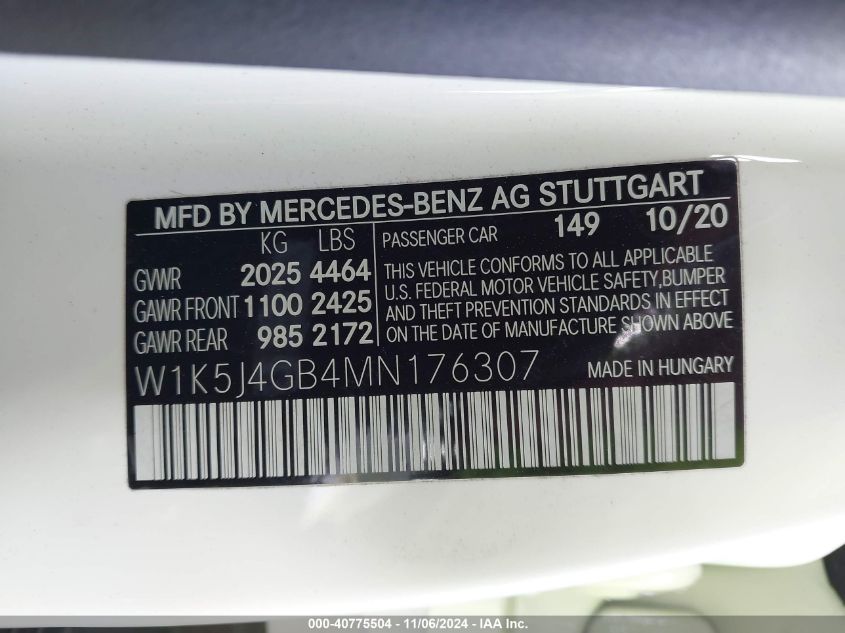 MFD BY MERCEDES-BENZ AG STUTTGART
KG LBS
GVWR 2025 4464
GAWR FRONT 1100 2425
GAWR REAR 985 2172
PASSENGER CAR 149 10/20
THIS VEHICLE CONFORMS TO ALL APPLICABLE
U.S. FEDERAL MOTOR VEHICLE SAFETY,BUMPER
AND THEFT PREVENTION STANDARDS IN EFFECT
ON THE DATE OF MANUFACTURE SHOWN ABOVE
W1K5J4GB4MN176307 MADE IN HUNGARY
000-40775504 - 11/06/2024 - IAA Inc.